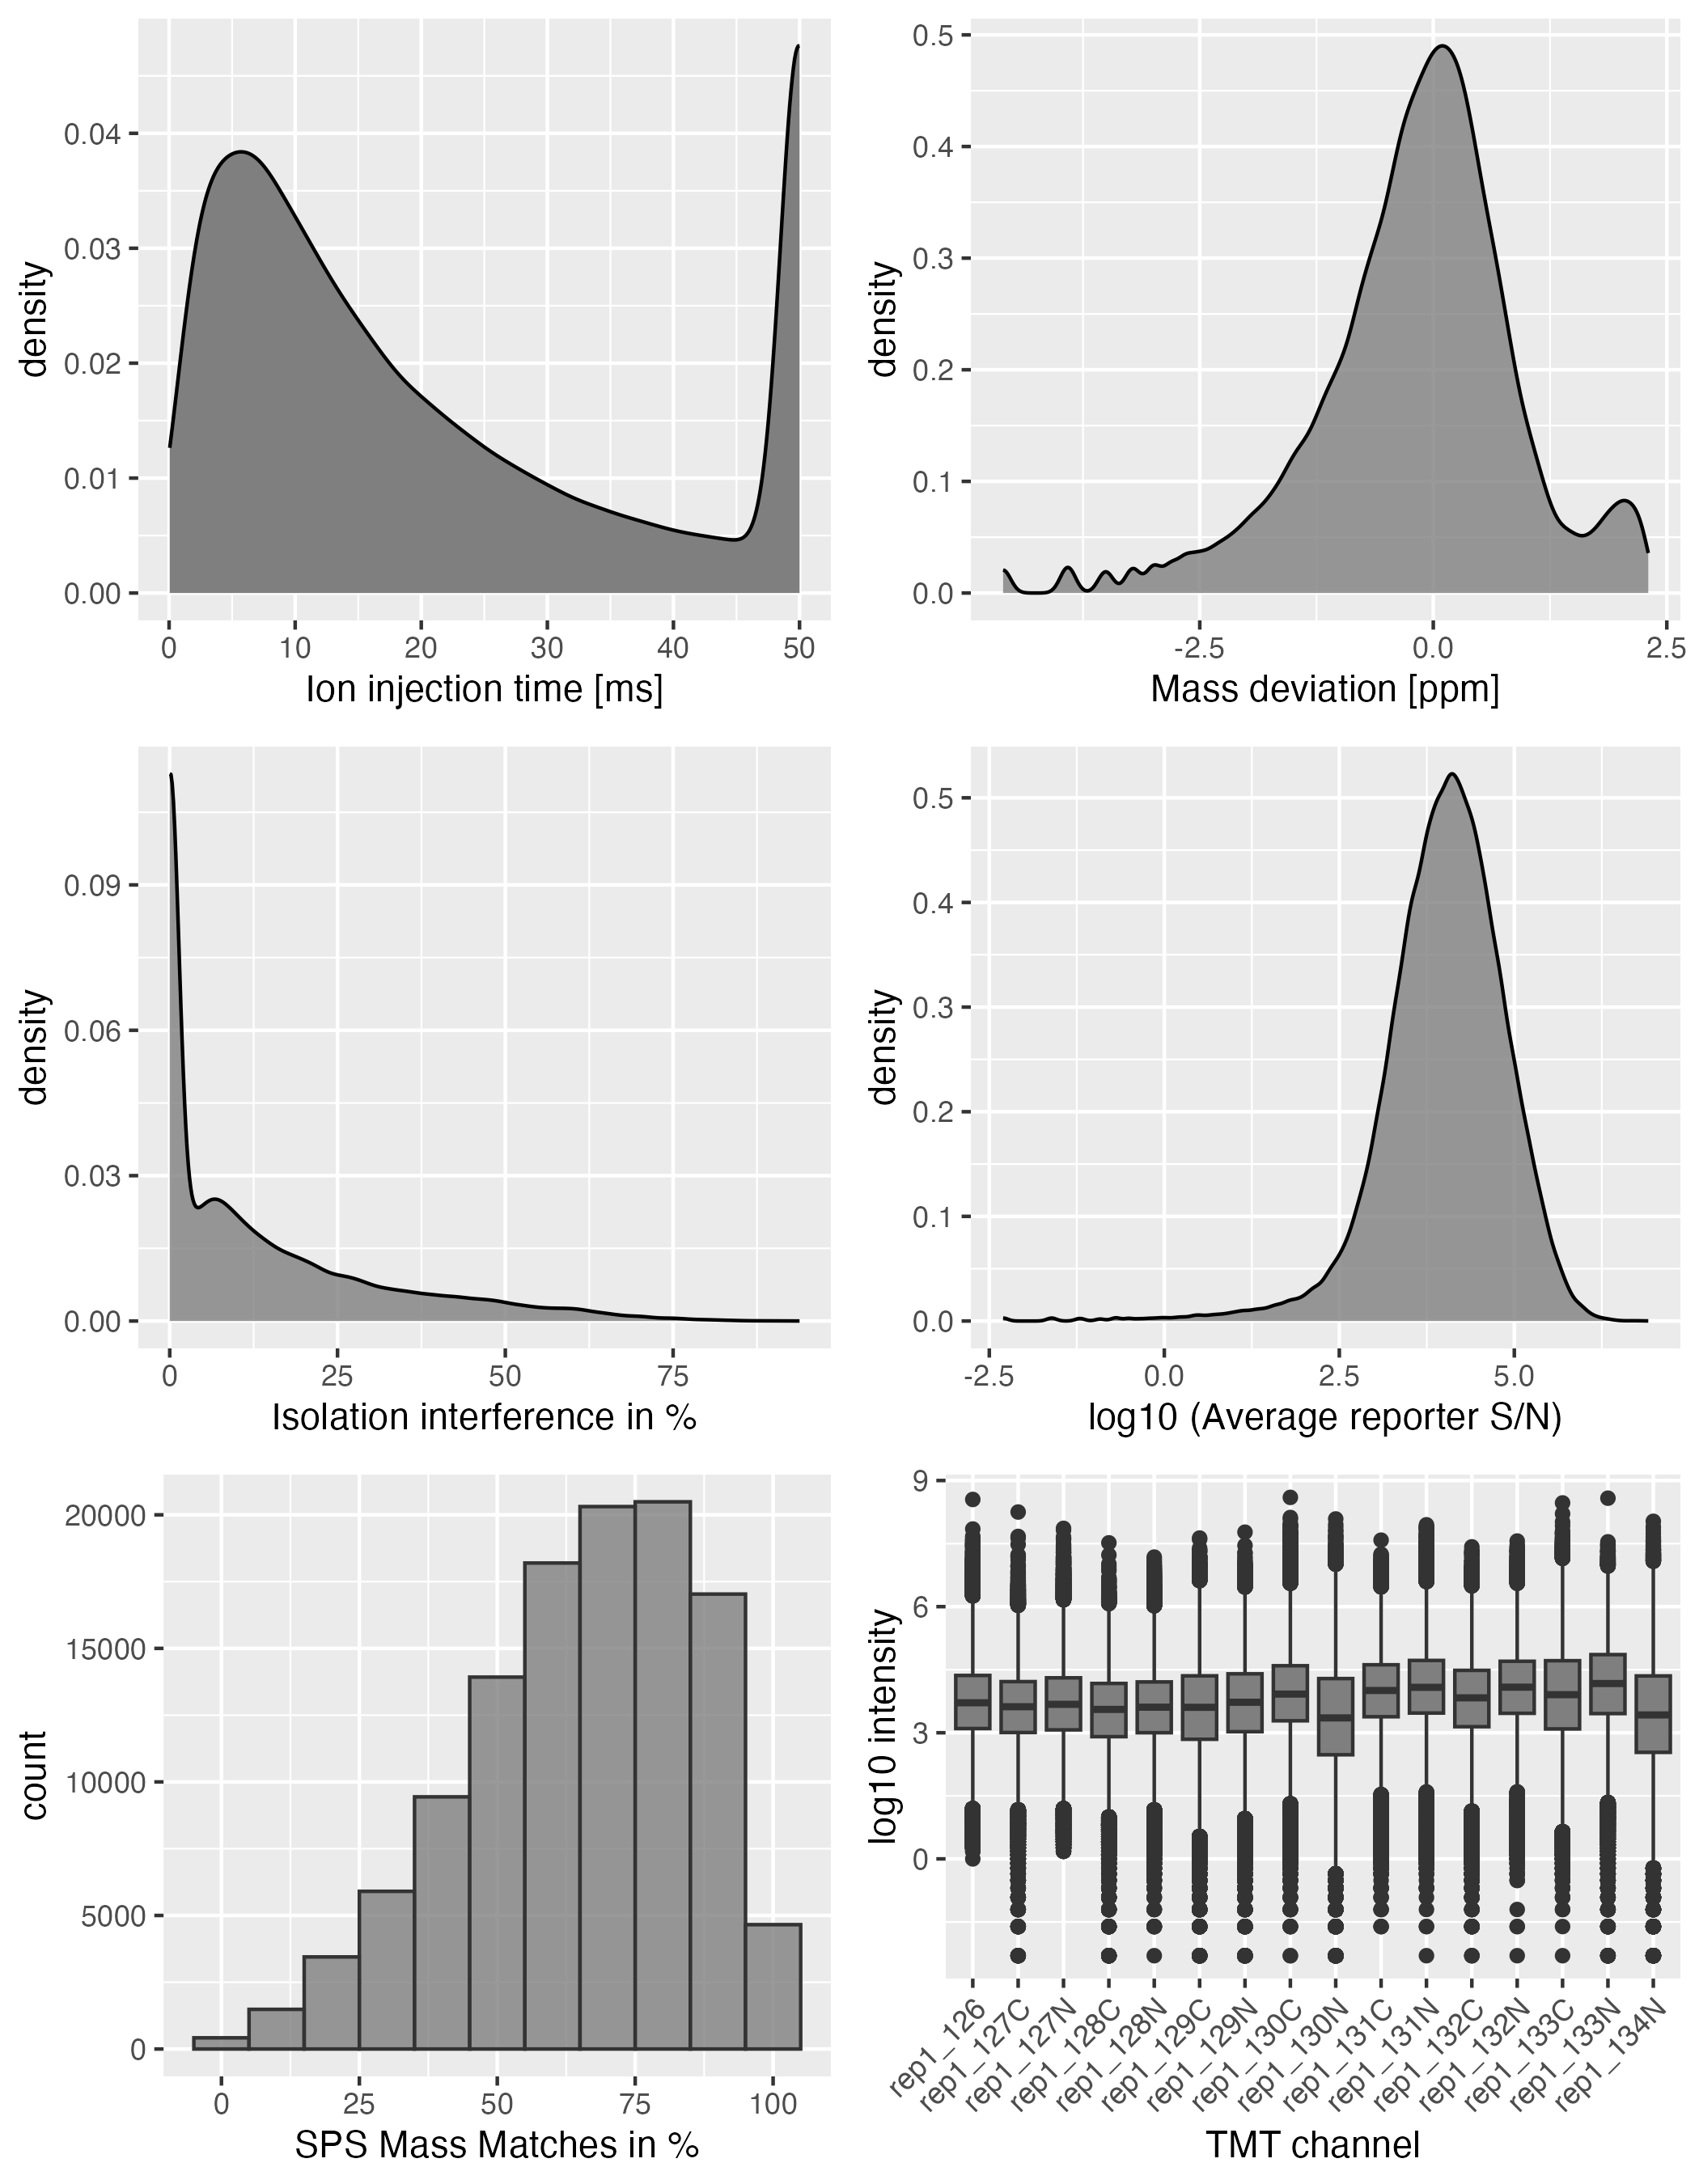 density
0.04
0.03
0.02
0.01
0.00
0 10 20 30 40 50
Ion injection time [ms]
density
0.5
0.4
0.3
0.2
0.1
0.0
-2.5 0.0 2.5
Mass deviation [ppm]
density
0.09
0.06
0.03
0.00
0 25 50 75
Isolation interference in %
density
0.5
0.4
0.3
0.2
0.1
0.0
-2.5 0.0 2.5 5.0
log10 (Average reporter S/N)
count
20000
15000
10000
5000
0
0 25 50 75 100
SPS Mass Matches in %
log10 intensity
9
6
3
0
rep1_126
rep1_127C
rep1_127N
rep1_128C
rep1_128N
rep1_129C
rep1_129N
rep1_130C
rep1_130N
rep1_131C
rep1_131N
rep1_132C
rep1_132N
rep1_133C
rep1_133N
rep1_134N
TMT channel